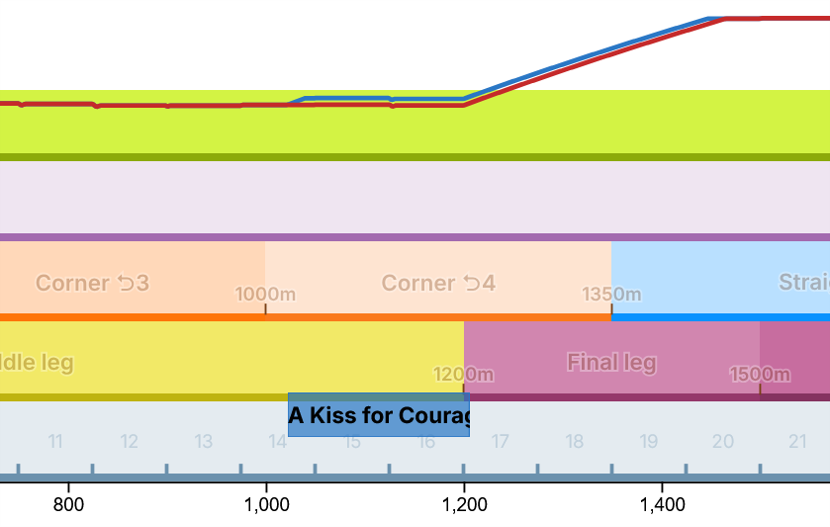 Corner ⮌3
Corner ⮌4
Strai
1000m
1350m
ddle leg
Final leg
1200m
1500m
A Kiss for Courag
11 12 13 14 15 16 17 18 19 20 21
800 1,000 1,200 1,400